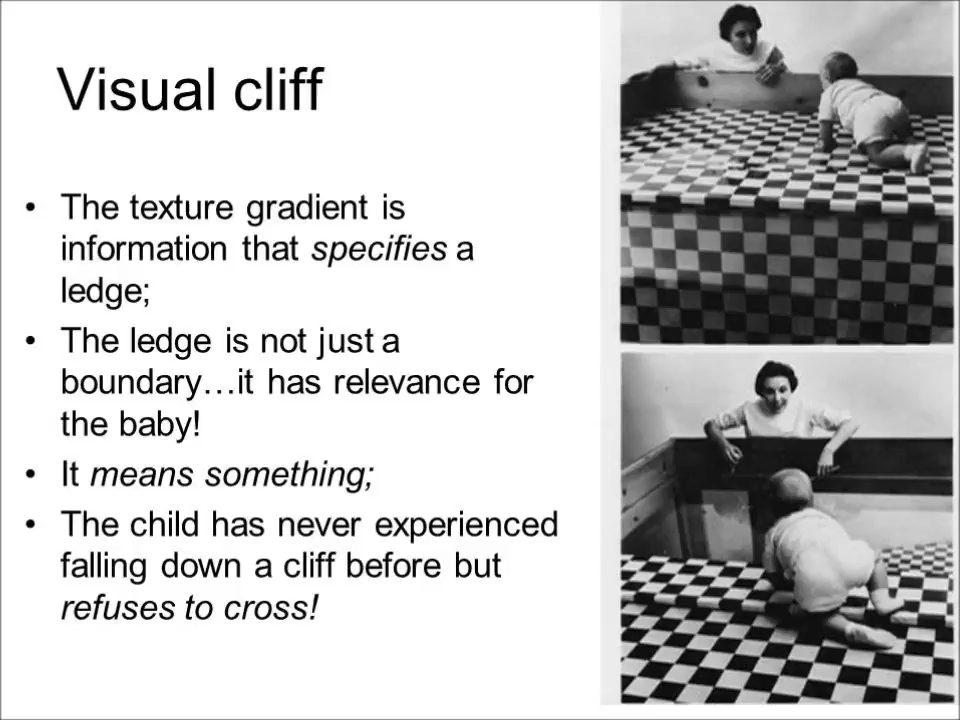 Visual cliff
• The texture gradient is
information that specifies a
ledge;
• The ledge is not just a
boundary…it has relevance for
the baby!
• It means something;
• The child has never experienced
falling down a cliff before but
refuses to cross!